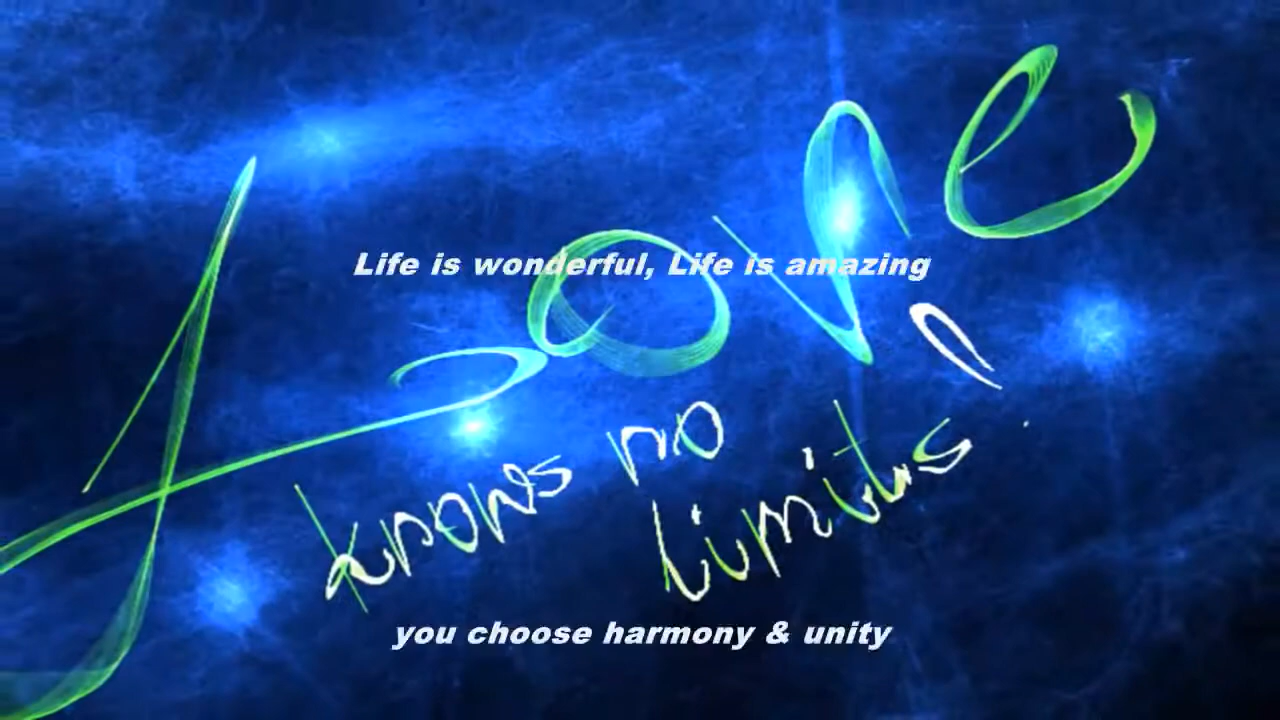 Love
Life is wonderful, Life is amazing
knows no
limits !
you choose harmony & unity